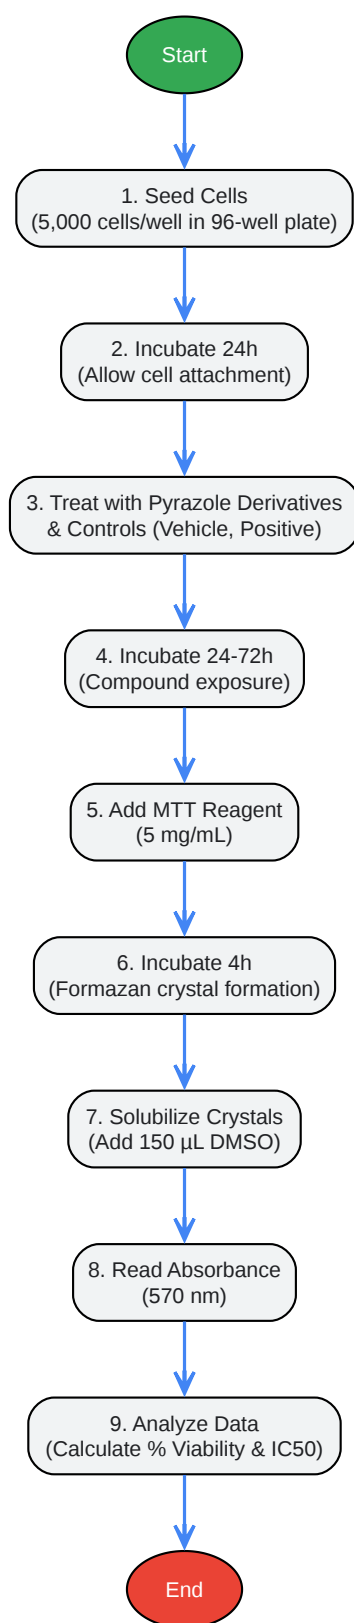 Start
1. Seed Cells
(5,000 cells/well in 96-well plate)
2. Incubate 24h
(Allow cell attachment)
3. Treat with Pyrazole Derivatives
& Controls (Vehicle, Positive)
4. Incubate 24-72h
(Compound exposure)
5. Add MTT Reagent
(5 mg/mL)
6. Incubate 4h
(Formazan crystal formation)
7. Solubilize Crystals
(Add 150 µL DMSO)
8. Read Absorbance
(570 nm)
9. Analyze Data
(Calculate % Viability & IC50)
End